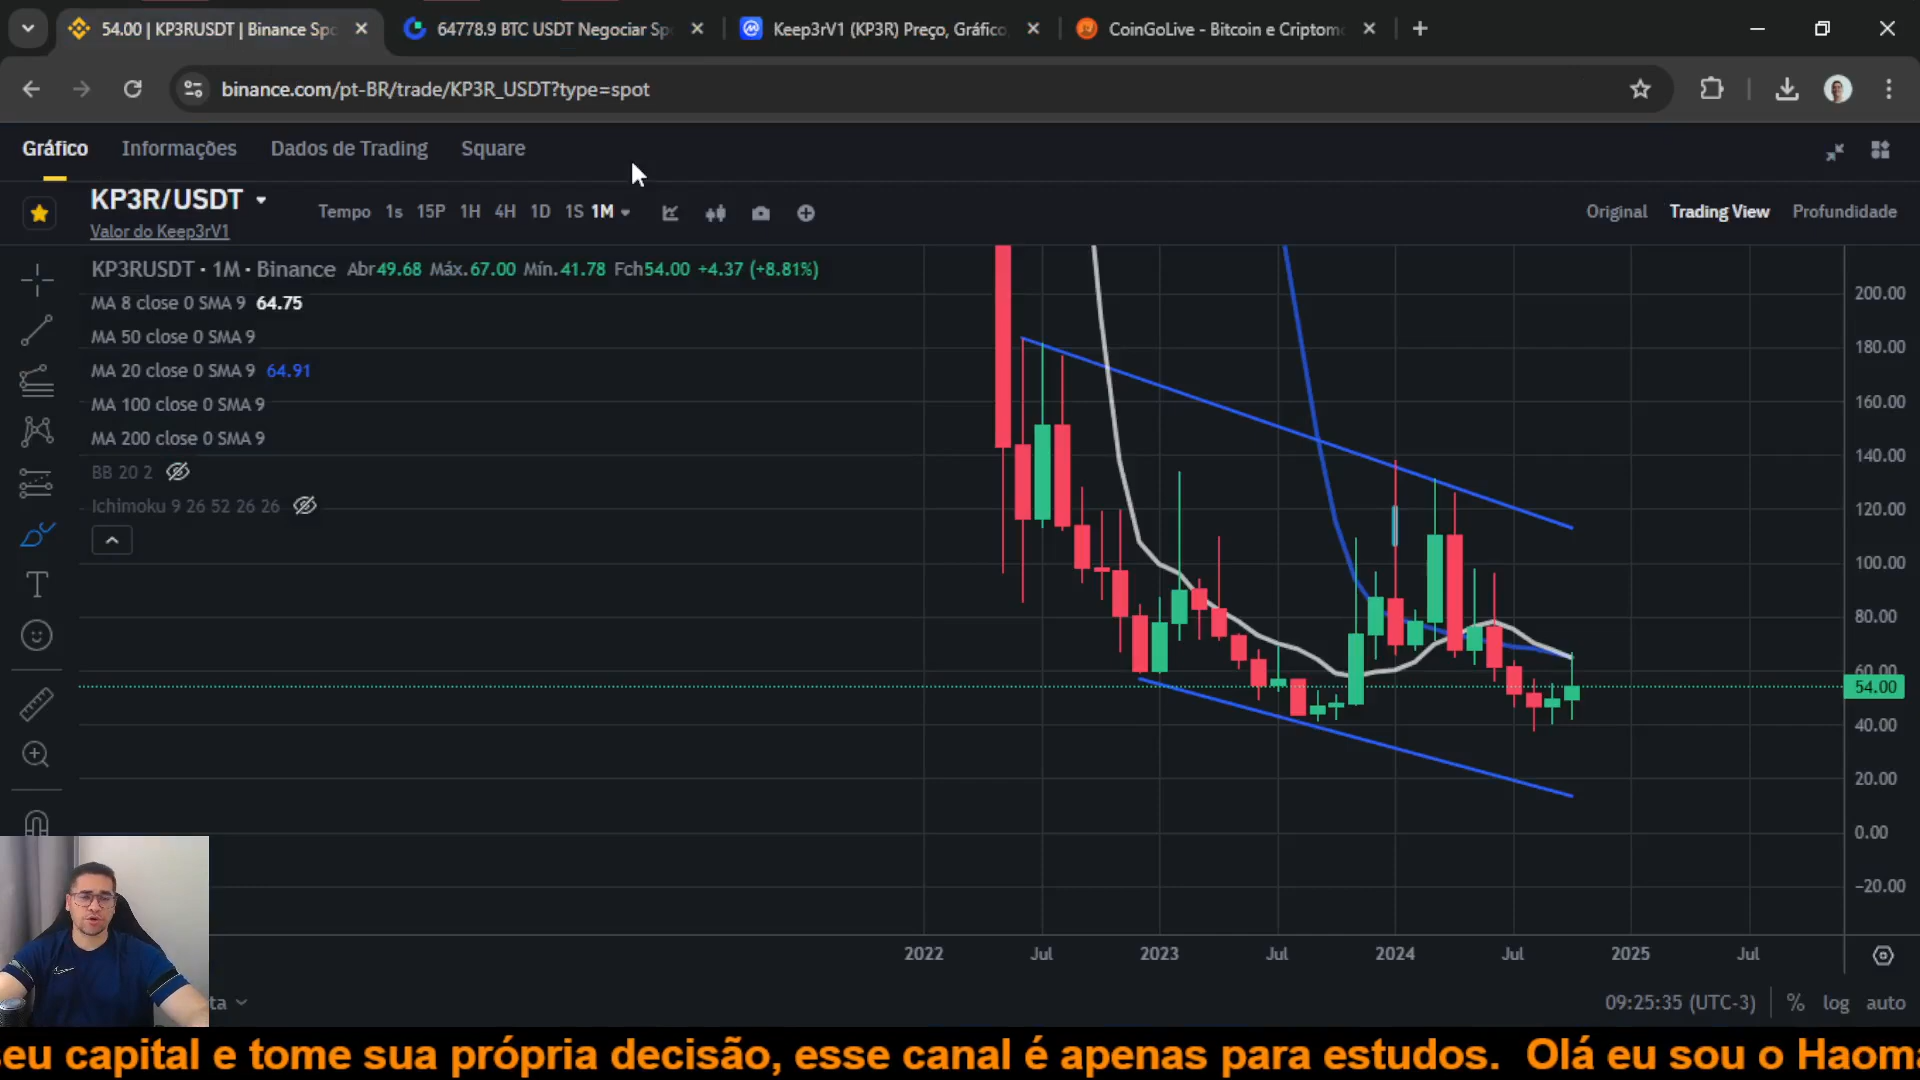 54.00 | KP3RUSDT | Binance Spo
64778.9 BTC USDT Negociar Sp
Keep3rV1 (KP3R) Preço, Gráfico,
CoinGoLive - Bitcoin e Criptom
binance.com/pt-BR/trade/KP3R_USDT?type=spot
Gráfico Informações Dados de Trading Square
KP3R/USDT
Valor do Keep3rV1
Tempo 1s 15P 1H 4H 1D 1S 1M
Original Trading View Profundidade
KP3RUSDT · 1M · Binance Abr49.68 Máx.67.00 Mín.41.78 Fch54.00 +4.37 (+8.81%)
MA 8 close 0 SMA 9 64.75
MA 50 close 0 SMA 9
MA 20 close 0 SMA 9 64.91
MA 100 close 0 SMA 9
MA 200 close 0 SMA 9
BB 20 2
Ichimoku 9 26 52 26 26
200.00
180.00
160.00
140.00
120.00
100.00
80.00
60.00
54.00
40.00
20.00
0.00
−20.00
2022 Jul 2023 Jul 2024 Jul 2025 Jul
ta
09:25:35 (UTC-3) % log auto
seu capital e tome sua própria decisão, esse canal é apenas para estudos. Olá eu sou o Haoma